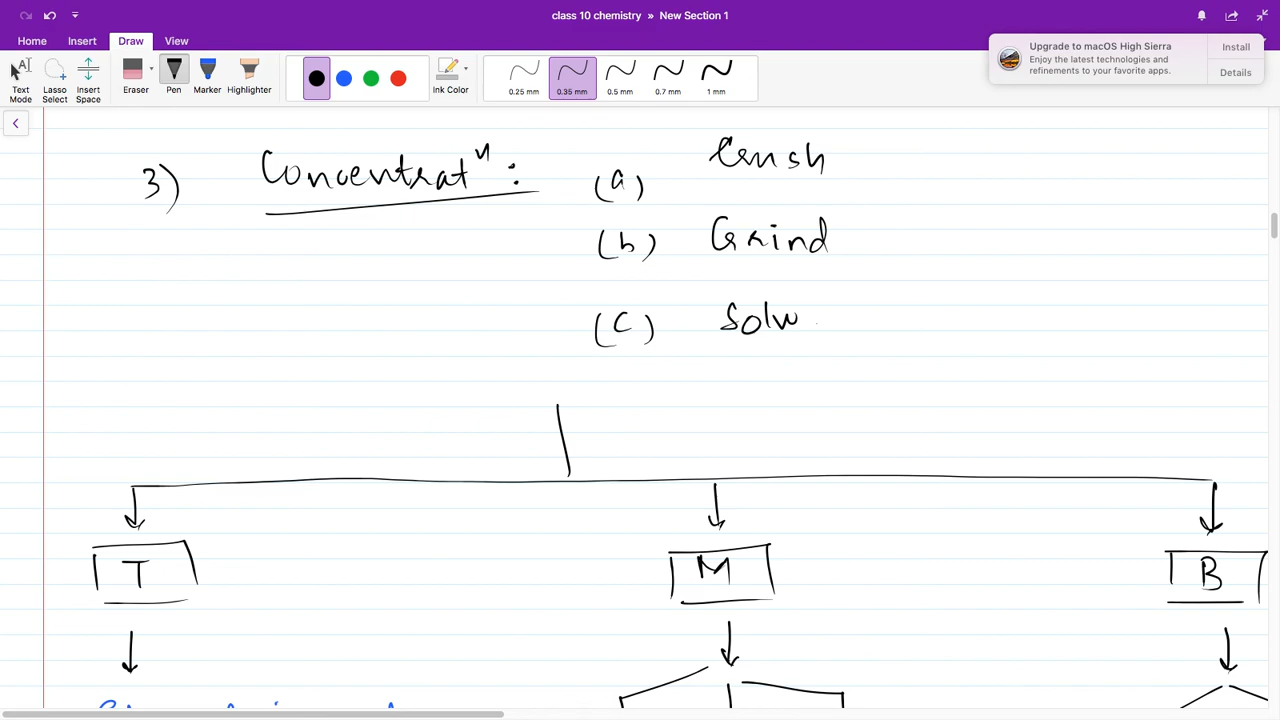 class 10 chemistry » New Section 1
Home Insert Draw View
Upgrade to macOS High Sierra
Enjoy the latest technologies and
refinements to your favorite apps.
Install
Details
Text Mode
Lasso Select
Insert Space
Eraser
Pen
Marker
Highlighter
Ink Color
0.25 mm 0.35 mm 0.5 mm 0.7 mm 1 mm
3) Concentratⁿ : (a) Crush
(b) Grind
(c) Solw
T M B